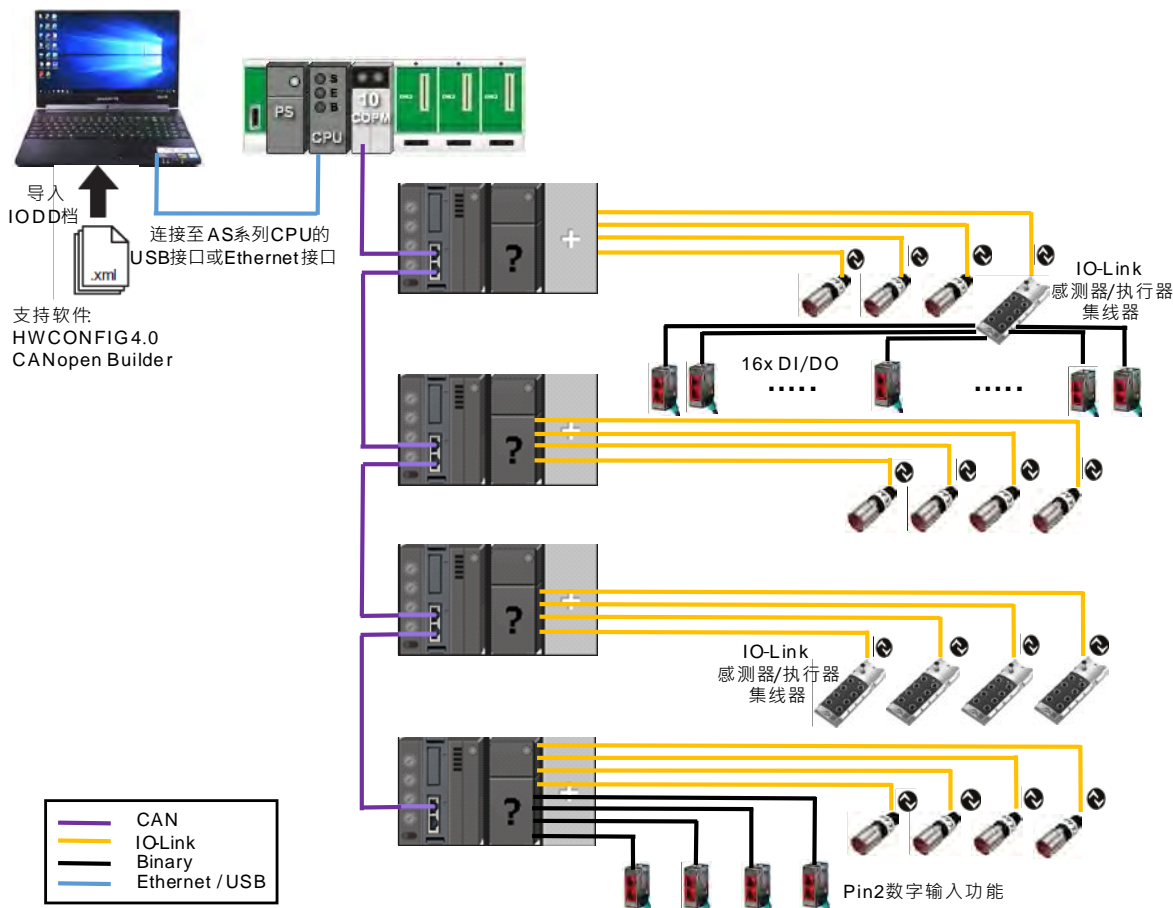 PS
CPU
S
E
B
10
COPM
导入
IODD档
.xml
连接至AS系列CPU的
USB接口或Ethernet接口
支持软件:
HWCONFIG4.0
CANopen Builder
?
+
IO-Link
感测器/执行器
集线器
16x DI/DO
.....
.....
?
+
?
+
IO-Link
感测器/执行器
集线器
?
+
Pin2数字输入功能
CAN
IO-Link
Binary
Ethernet / USB